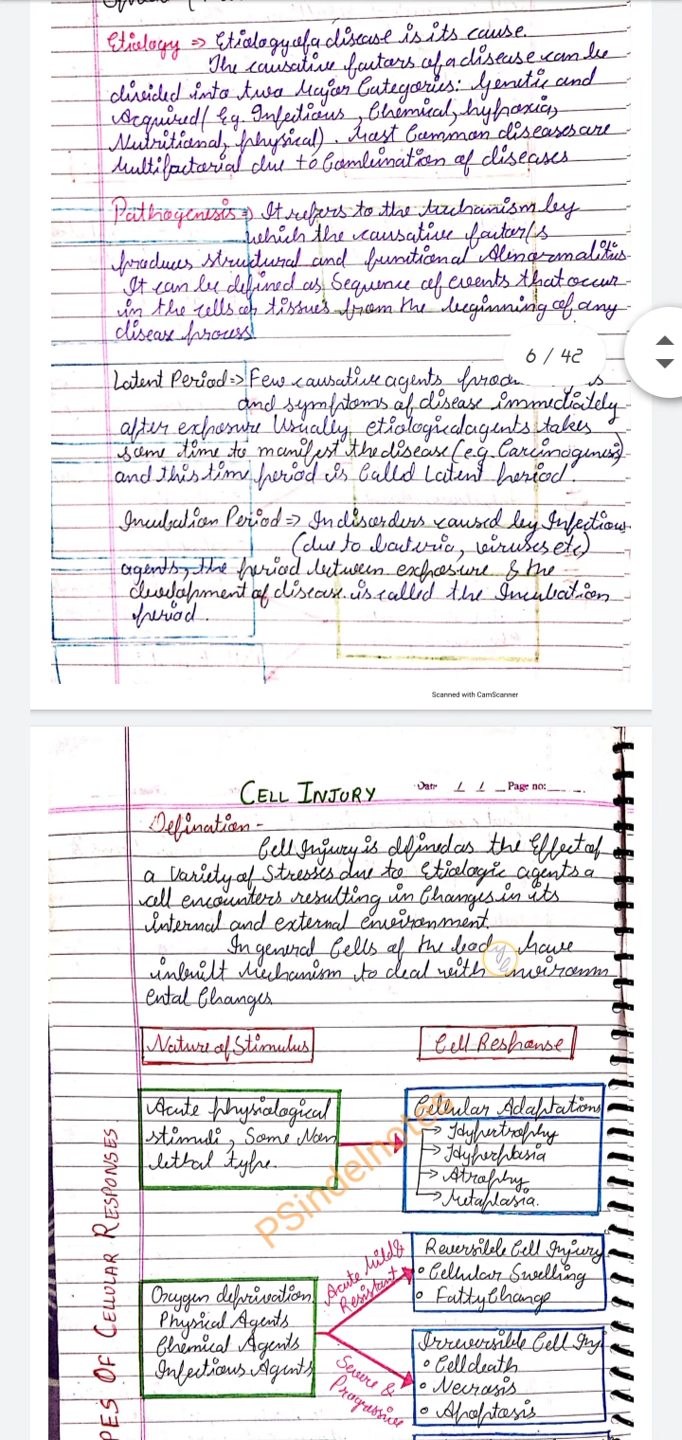 Etiology => Etiology of a disease is its cause.
The causative factors of a disease can be
divided into two Major Categories: Genetic and
Acquired (Eg. Infectious, Chemical, hypoxia,
Nutritional, physical). Most Common diseases are
Multifactorial due to Combination of diseases
Pathogenesis => It refers to the Mechanism by
which the causative factor/s
produces structural and functional Abnormalities
It can be defined as Sequence of events that occur
in the cells or tissues from the beginning of any
disease process.
6 / 42
Latent Period => Few causative agents
and symptoms of disease immediately
after exposure Usually, etiological agents takes
some time to manifest the disease (e.g. Carcinogenesis)
and this time period is Called Latent period.
Incubation Period => In disorders caused by Infectious
(due to bacteria, viruses etc)
agents, the period between exposure & the
development of disease is called the Incubation
period.
Scanned with CamScanner
CELL INJURY
Date Page no:
Defination -
Cell Injury is defined as the Effect of
a Variety of Stresses due to Etiologic agents a
cell encounters resulting in Changes in its
internal and external environment.
In general Cells of the body have
inbuilt Mechanism to deal with environm
ental Changes
Nature of Stimulus
Cell Response
Acute physiological
stimuli, Some Non
lethal type.
Cellular Adaptations
Hypertrophy
Hyperplasia
Atrophy
Metaplasia.
PSindelnotes
Oxygen deprivation
Physical Agents
Chemical Agents
Infectious Agents
Acute Mild &
Resistant
Reversible Cell Injury
• Cellular Swelling
• Fatty Change
Severe &
Progressive
Irreversible Cell Inj
• Cell death
• Necrosis
• Apoptosis
PES OF CELLULAR RESPONSES